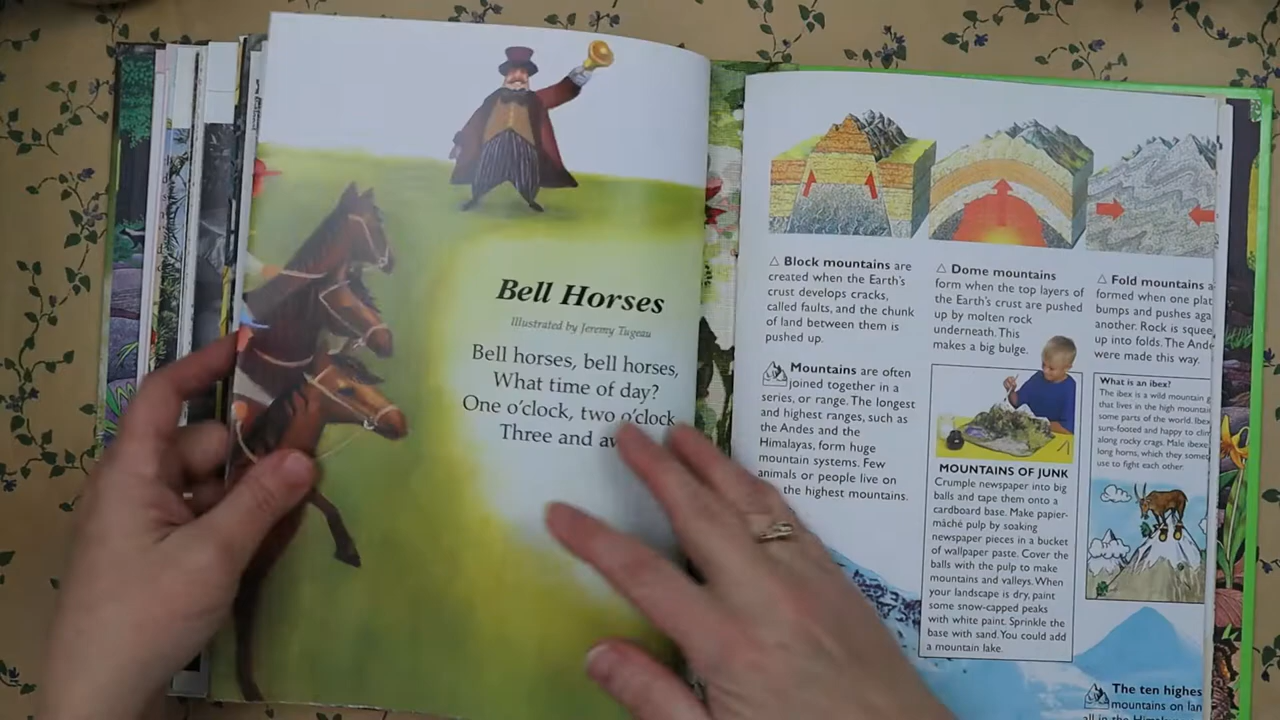 Bell Horses
Illustrated by Jeremy Tugeau
Bell horses, bell horses,
What time of day?
One o'clock, two o'clock
Three and
△ Block mountains are
created when the Earth's
crust develops cracks,
called faults, and the chunk
of land between them is
pushed up.
Mountains are often
joined together in a
series, or range. The longest
and highest ranges, such as
the Andes and the
Himalayas, form huge
mountain systems. Few
animals or people live on
the highest mountains.
△ Dome mountains
form when the top layers of
the Earth's crust are pushed
up by molten rock
underneath. This
makes a big bulge.
MOUNTAINS OF JUNK
Crumple newspaper into big
balls and tape them onto a
cardboard base. Make papier-
mâché pulp by soaking
newspaper pieces in a bucket
of wallpaper paste. Cover the
balls with the pulp to make
mountains and valleys. When
your landscape is dry, paint
some snow-capped peaks
with white paint. Sprinkle the
base with sand. You could add
a mountain lake.
△ Fold mountains
formed when one
bumps and pushes
another. Rock is
up into folds. The
were made this way.
What is an ibex?
The ibex is a wild mountain
that lives in the high
some parts of the world.
sure-footed and happy to
along rocky crags. Male
long horns, which they
use to fight each other.
The ten
mountains on
all in the